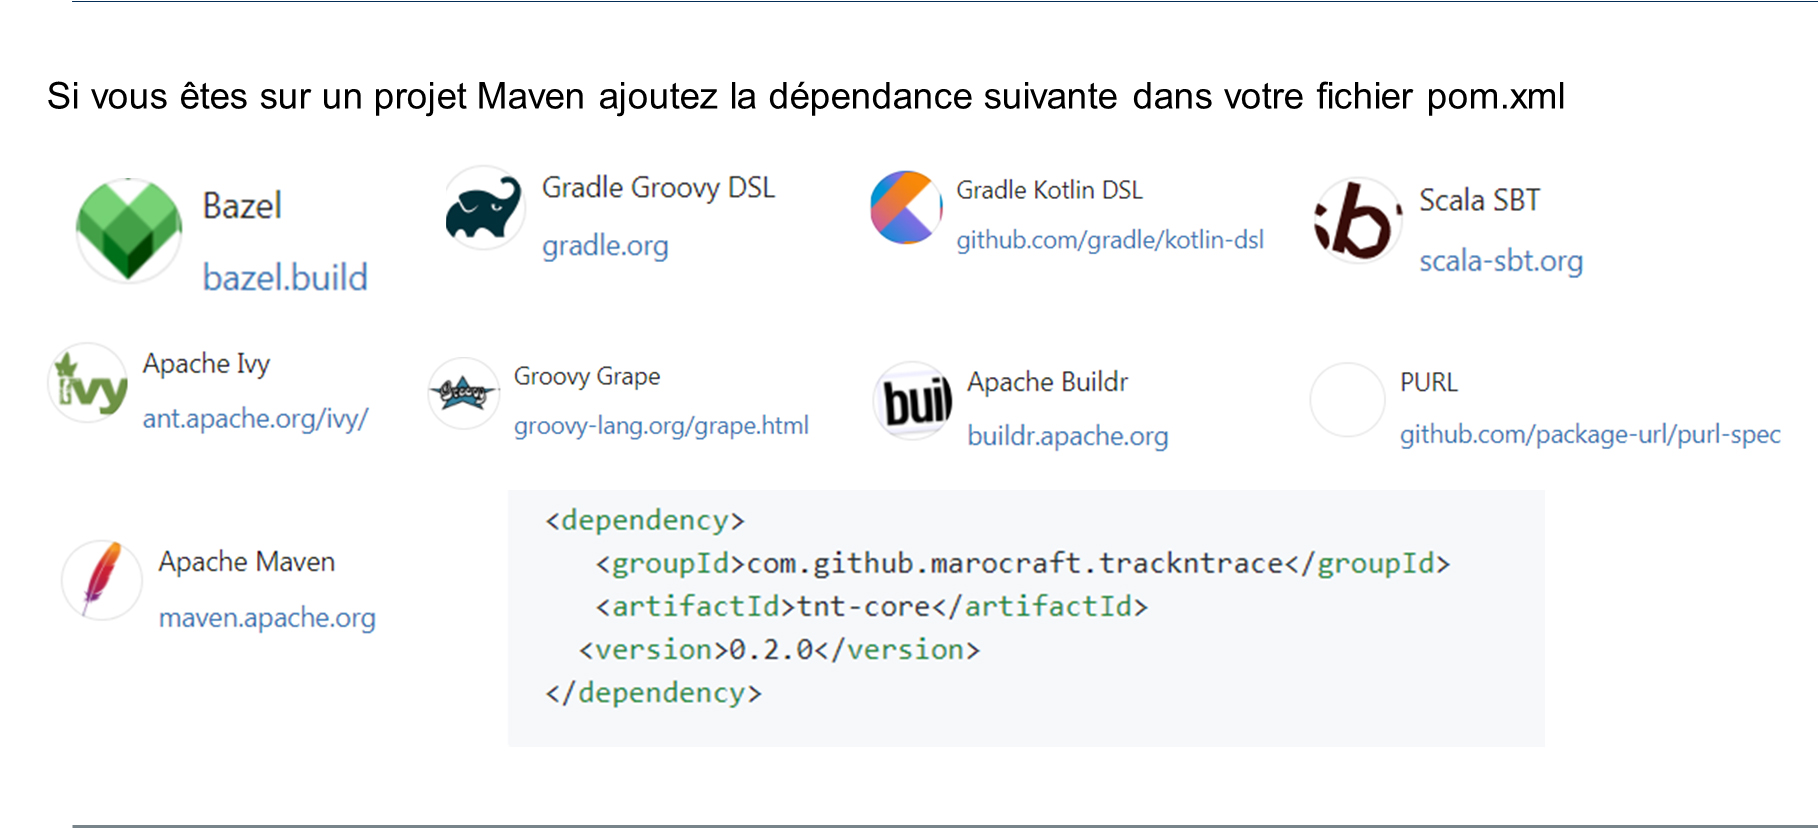 Si vous êtes sur un projet Maven ajoutez la dépendance suivante dans votre fichier pom.xml
Bazel
bazel.build
Gradle Groovy DSL
gradle.org
Gradle Kotlin DSL
github.com/gradle/kotlin-dsl
Scala SBT
scala-sbt.org
ivy
Apache Ivy
ant.apache.org/ivy/
Groovy
Groovy Grape
groovy-lang.org/grape.html
buil
Apache Buildr
buildr.apache.org
PURL
github.com/package-url/purl-spec
Apache Maven
maven.apache.org
<dependency>
<groupId>com.github.marocraft.trackntrace</groupId>
<artifactId>tnt-core</artifactId>
<version>0.2.0</version>
</dependency>